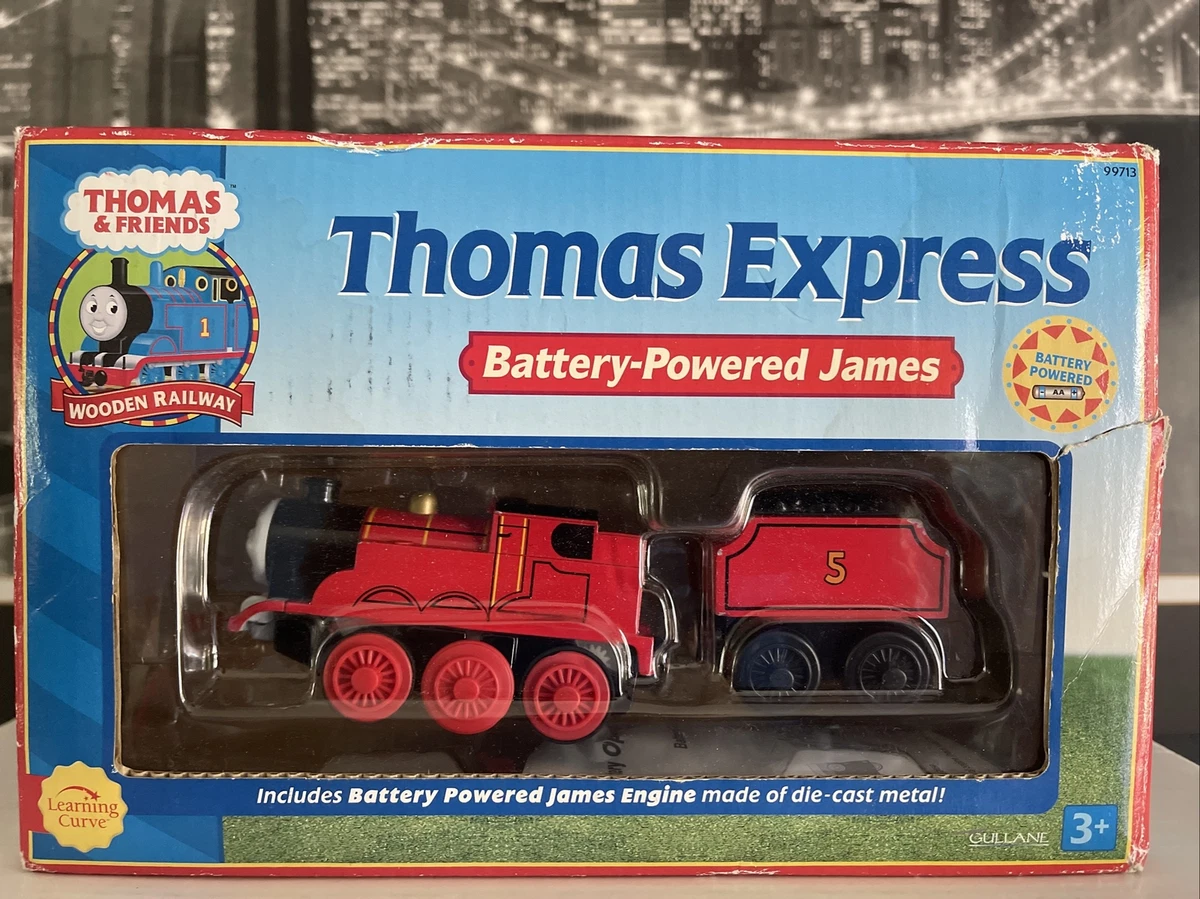 99713
THOMAS
& FRIENDS
™
1
WOODEN RAILWAY
Thomas Express
Battery-Powered James
BATTERY
POWERED
AA
5
Includes Battery Powered James Engine made of die-cast metal!
Learning
Curve
GULLANE
3+